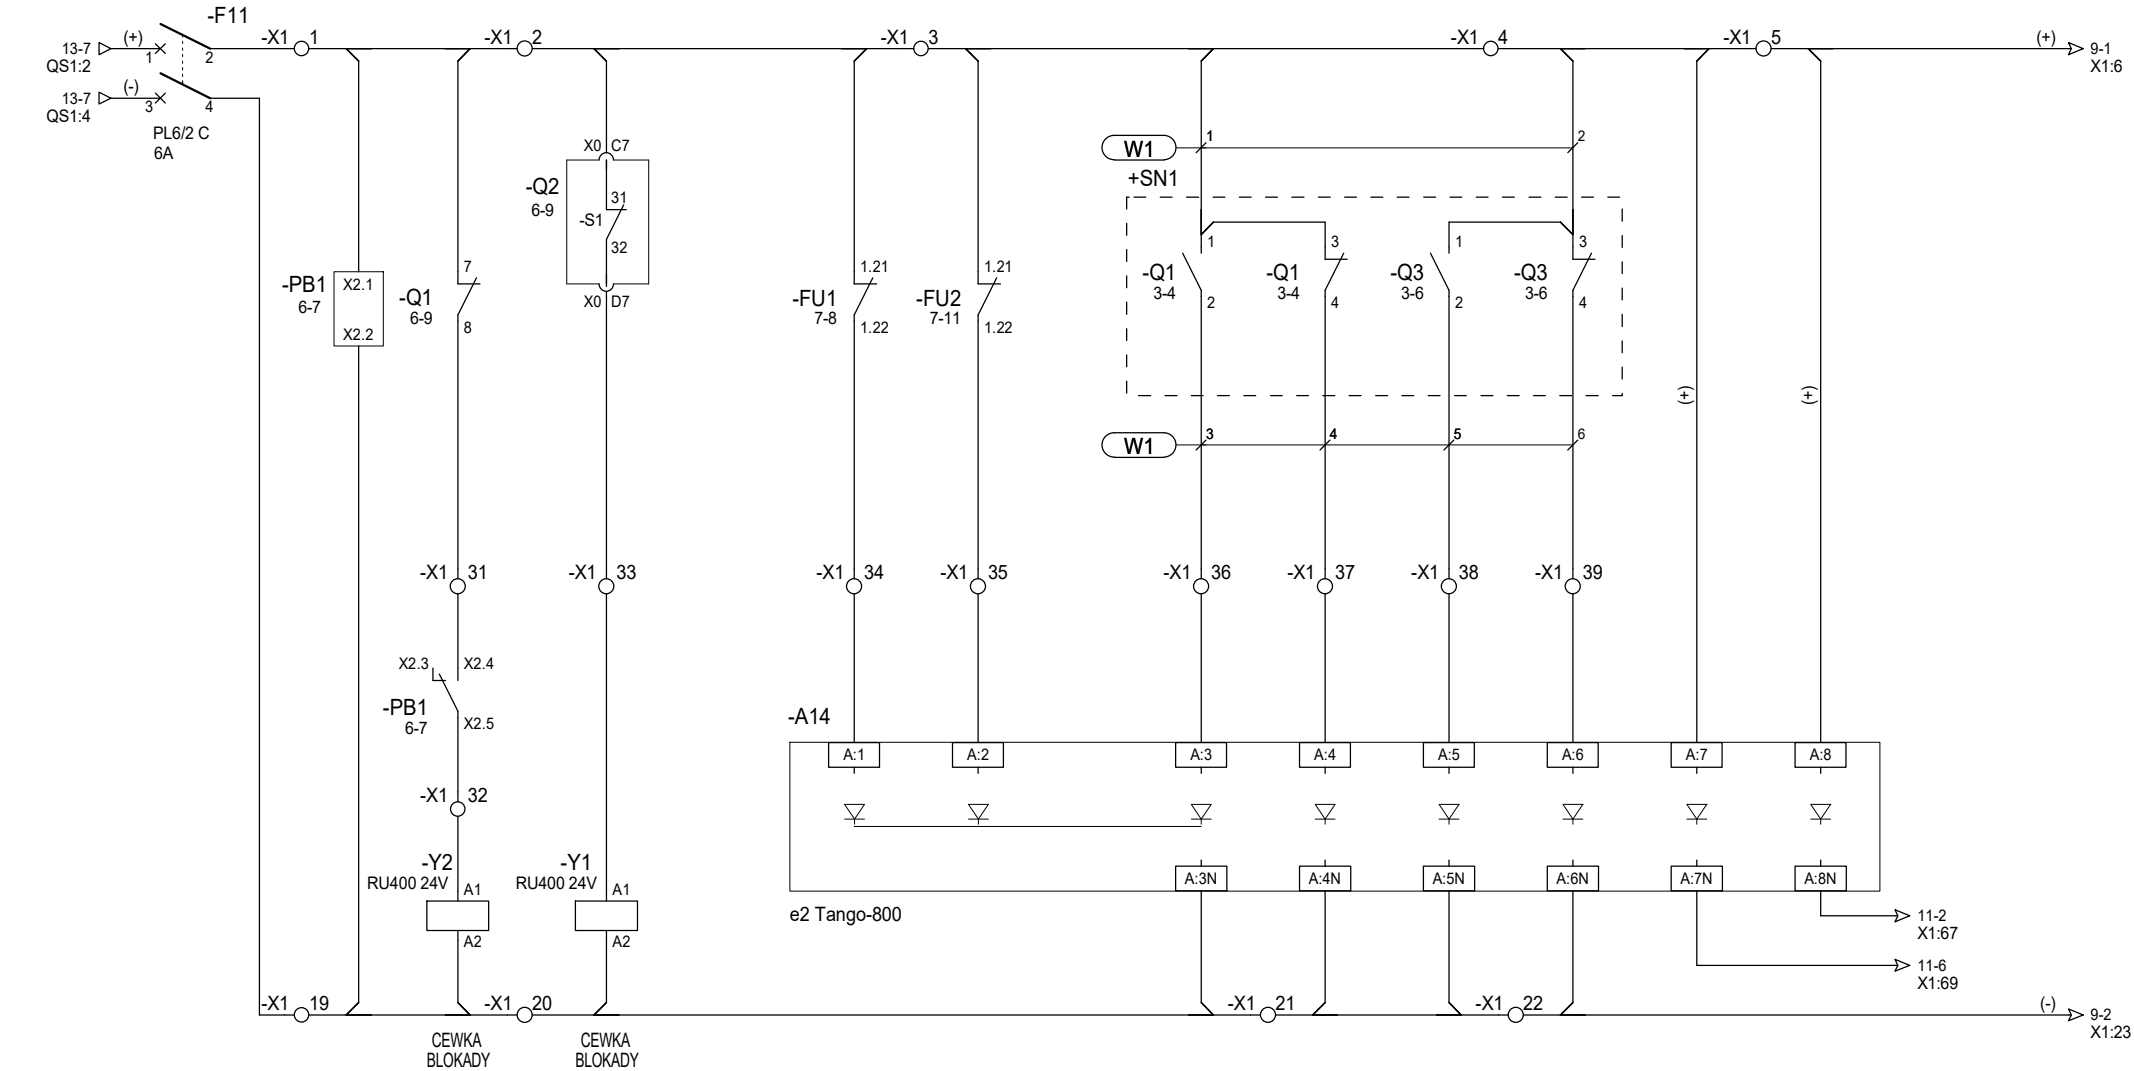 -F11
13-7
QS1:2
(+)
1
2
13-7
QS1:4
(-)
3
4
PL6/2 C
6A
-X1 1
-X1 2
-X1 3
-X1 4
-X1 5
(+)
9-1
X1:6
-PB1
6-7
X2.1
X2.2
-Q1
6-9
7
8
X0 C7
-Q2
6-9
-S1
31
32
X0 D7
-FU1
7-8
1.21
1.22
-FU2
7-11
1.21
1.22
W1
1
2
+SN1
-Q1
3-4
1
2
-Q1
3-4
3
4
-Q3
3-6
1
2
-Q3
3-6
3
4
(+)
(+)
W1
3
4
5
6
-X1 31
-X1 33
-X1 34
-X1 35
-X1 36
-X1 37
-X1 38
-X1 39
X2.3
X2.4
-PB1
6-7
X2.5
-X1 32
-A14
A:1
A:2
A:3
A:4
A:5
A:6
A:7
A:8
-Y2
RU400 24V
A1
A2
-Y1
RU400 24V
A1
A2
A:3N
A:4N
A:5N
A:6N
A:7N
A:8N
e2 Tango-800
11-2
X1:67
11-6
X1:69
-X1 19
-X1 20
-X1 21
-X1 22
(-)
9-2
X1:23
CEWKA
BLOKADY
CEWKA
BLOKADY